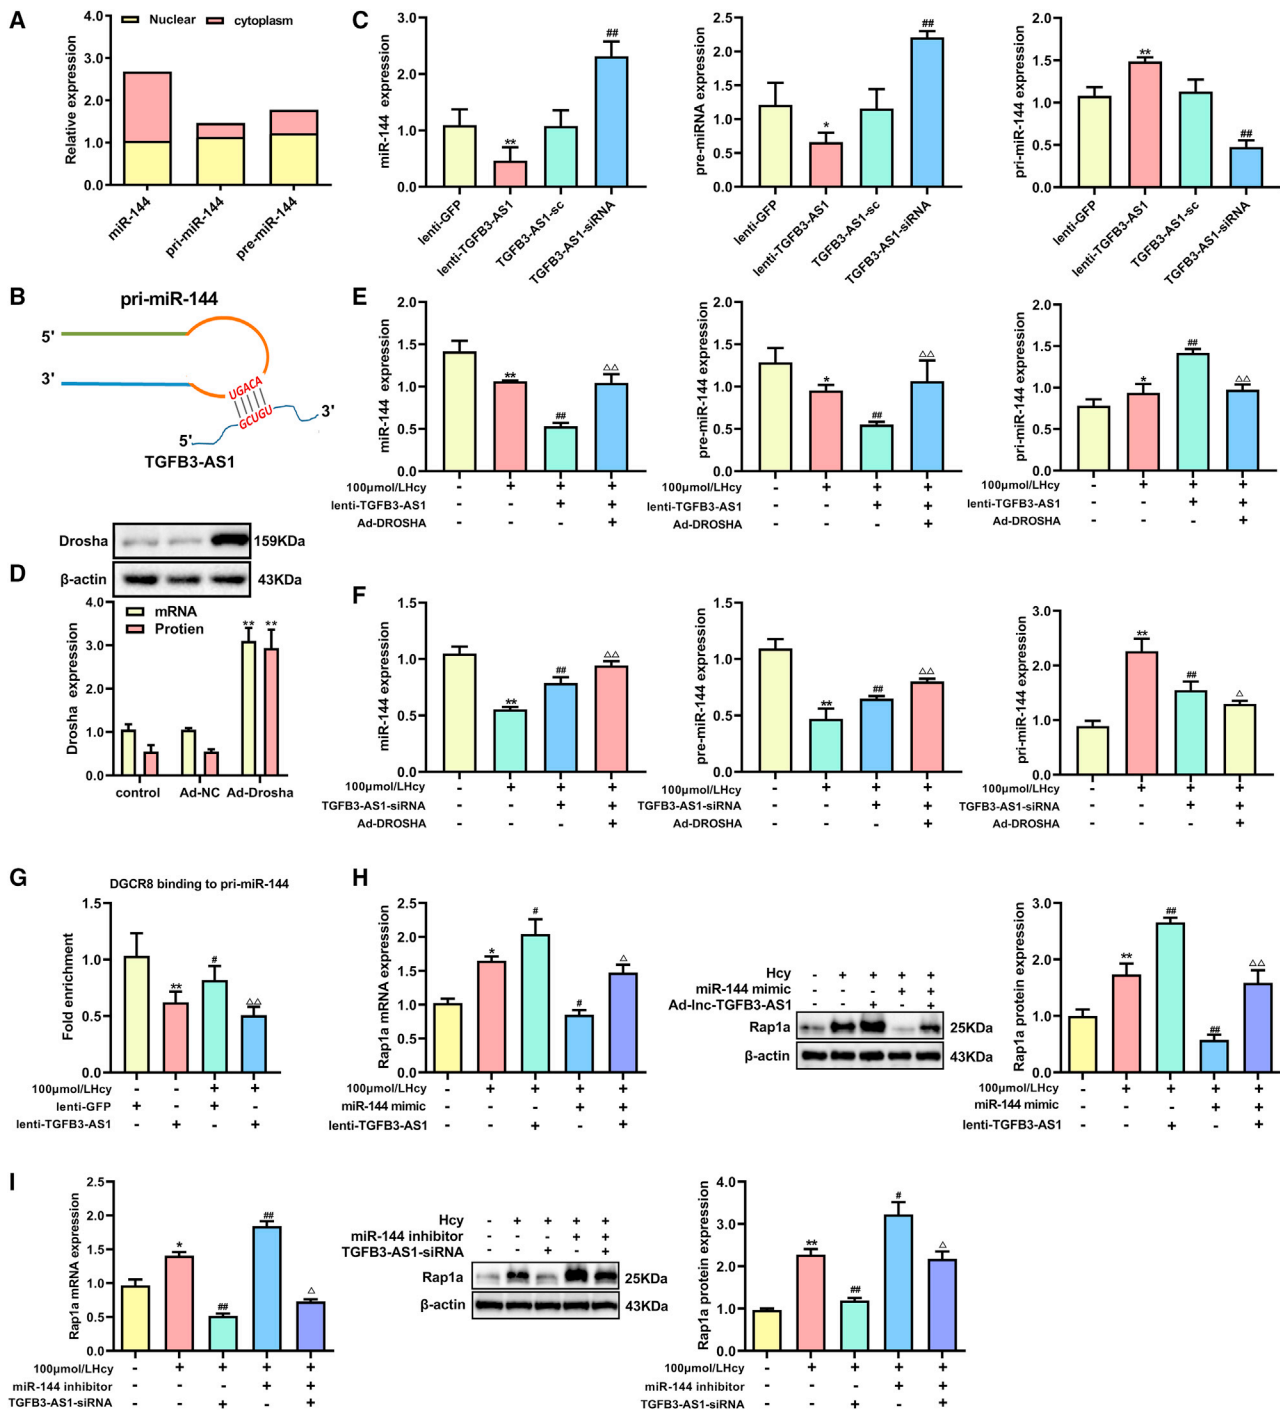 A
Nuclear cytoplasm
Relative expression
4.0
3.0
2.0
1.0
0.0
miR-144
pri-miR-144
pre-miR-144
C
miR-144 expression
3.0
2.0
1.0
0.0
**
##
lenti-GFP
lenti-TGFB3-AS1
TGFB3-AS1-sc
TGFB3-AS1-siRNA
pre-miRNA expression
2.5
2.0
1.5
1.0
0.5
0.0
*
##
lenti-GFP
lenti-TGFB3-AS1
TGFB3-AS1-sc
TGFB3-AS1-siRNA
pri-miR-144 expression
2.0
1.5
1.0
0.5
0.0
**
##
lenti-GFP
lenti-TGFB3-AS1
TGFB3-AS1-sc
TGFB3-AS1-siRNA
B
pri-miR-144
5'
3'
UGACA
GCUGU
3'
5'
TGFB3-AS1
E
miR-144 expression
2.0
1.5
1.0
0.5
0.0
**
##
△△
100μmol/LHcy - + + +
lenti-TGFB3-AS1 - - + +
Ad-DROSHA - - - +
pre-miR-144 expression
2.0
1.5
1.0
0.5
0.0
*
##
△△
100μmol/LHcy - + + +
lenti-TGFB3-AS1 - - + +
Ad-DROSHA - - - +
pri-miR-144 expression
2.0
1.5
1.0
0.5
0.0
*
##
△△
100μmol/LHcy - + + +
lenti-TGFB3-AS1 - - + +
Ad-DROSHA - - - +
D
Drosha 159KDa
β-actin 43KDa
Drosha expression
4.0
3.0
2.0
1.0
0.0
mRNA
Protien
** **
control Ad-NC Ad-Drosha
F
miR-144 expression
1.5
1.0
0.5
0.0
**
##
△△
100μmol/LHcy - + + +
TGFB3-AS1-siRNA - - + +
Ad-DROSHA - - - +
pre-miR-144 expression
1.5
1.0
0.5
0.0
**
##
△△
100μmol/LHcy - + + +
TGFB3-AS1-siRNA - - + +
Ad-DROSHA - - - +
pri-miR-144 expression
3.0
2.0
1.0
0.0
**
##
△
100μmol/LHcy - + + +
TGFB3-AS1-siRNA - - + +
Ad-DROSHA - - - +
G
DGCR8 binding to pri-miR-144
Fold enrichment
1.5
1.0
0.5
0.0
**
#
△△
100μmol/LHcy - - + +
lenti-GFP + - + -
lenti-TGFB3-AS1 - + - +
H
Rap1a mRNA expression
2.5
2.0
1.5
1.0
0.5
0.0
*
#
#
△
100μmol/LHcy - + + + +
miR-144 mimic - - - + +
lenti-TGFB3-AS1 - - + - +
Hcy - + + + +
miR-144 mimic - - - + +
Ad-lnc-TGFB3-AS1 - - + - +
Rap1a 25KDa
β-actin 43KDa
Rap1a protein expression
3.0
2.0
1.0
0.0
**
##
##
△△
100μmol/LHcy - + + + +
miR-144 mimic - - - + +
lenti-TGFB3-AS1 - - + - +
I
Rap1a mRNA expression
2.5
2.0
1.5
1.0
0.5
0.0
*
##
##
△
100μmol/LHcy - + + + +
miR-144 inhibitor - - - + +
TGFB3-AS1-siRNA - - + - +
Hcy - + + + +
miR-144 inhibitor - - - + +
TGFB3-AS1-siRNA - - + - +
Rap1a 25KDa
β-actin 43KDa
Rap1a protein expression
4.0
3.0
2.0
1.0
0.0
**
##
#
△
100μmol/LHcy - + + + +
miR-144 inhibitor - - - + +
TGFB3-AS1-siRNA - - + - +